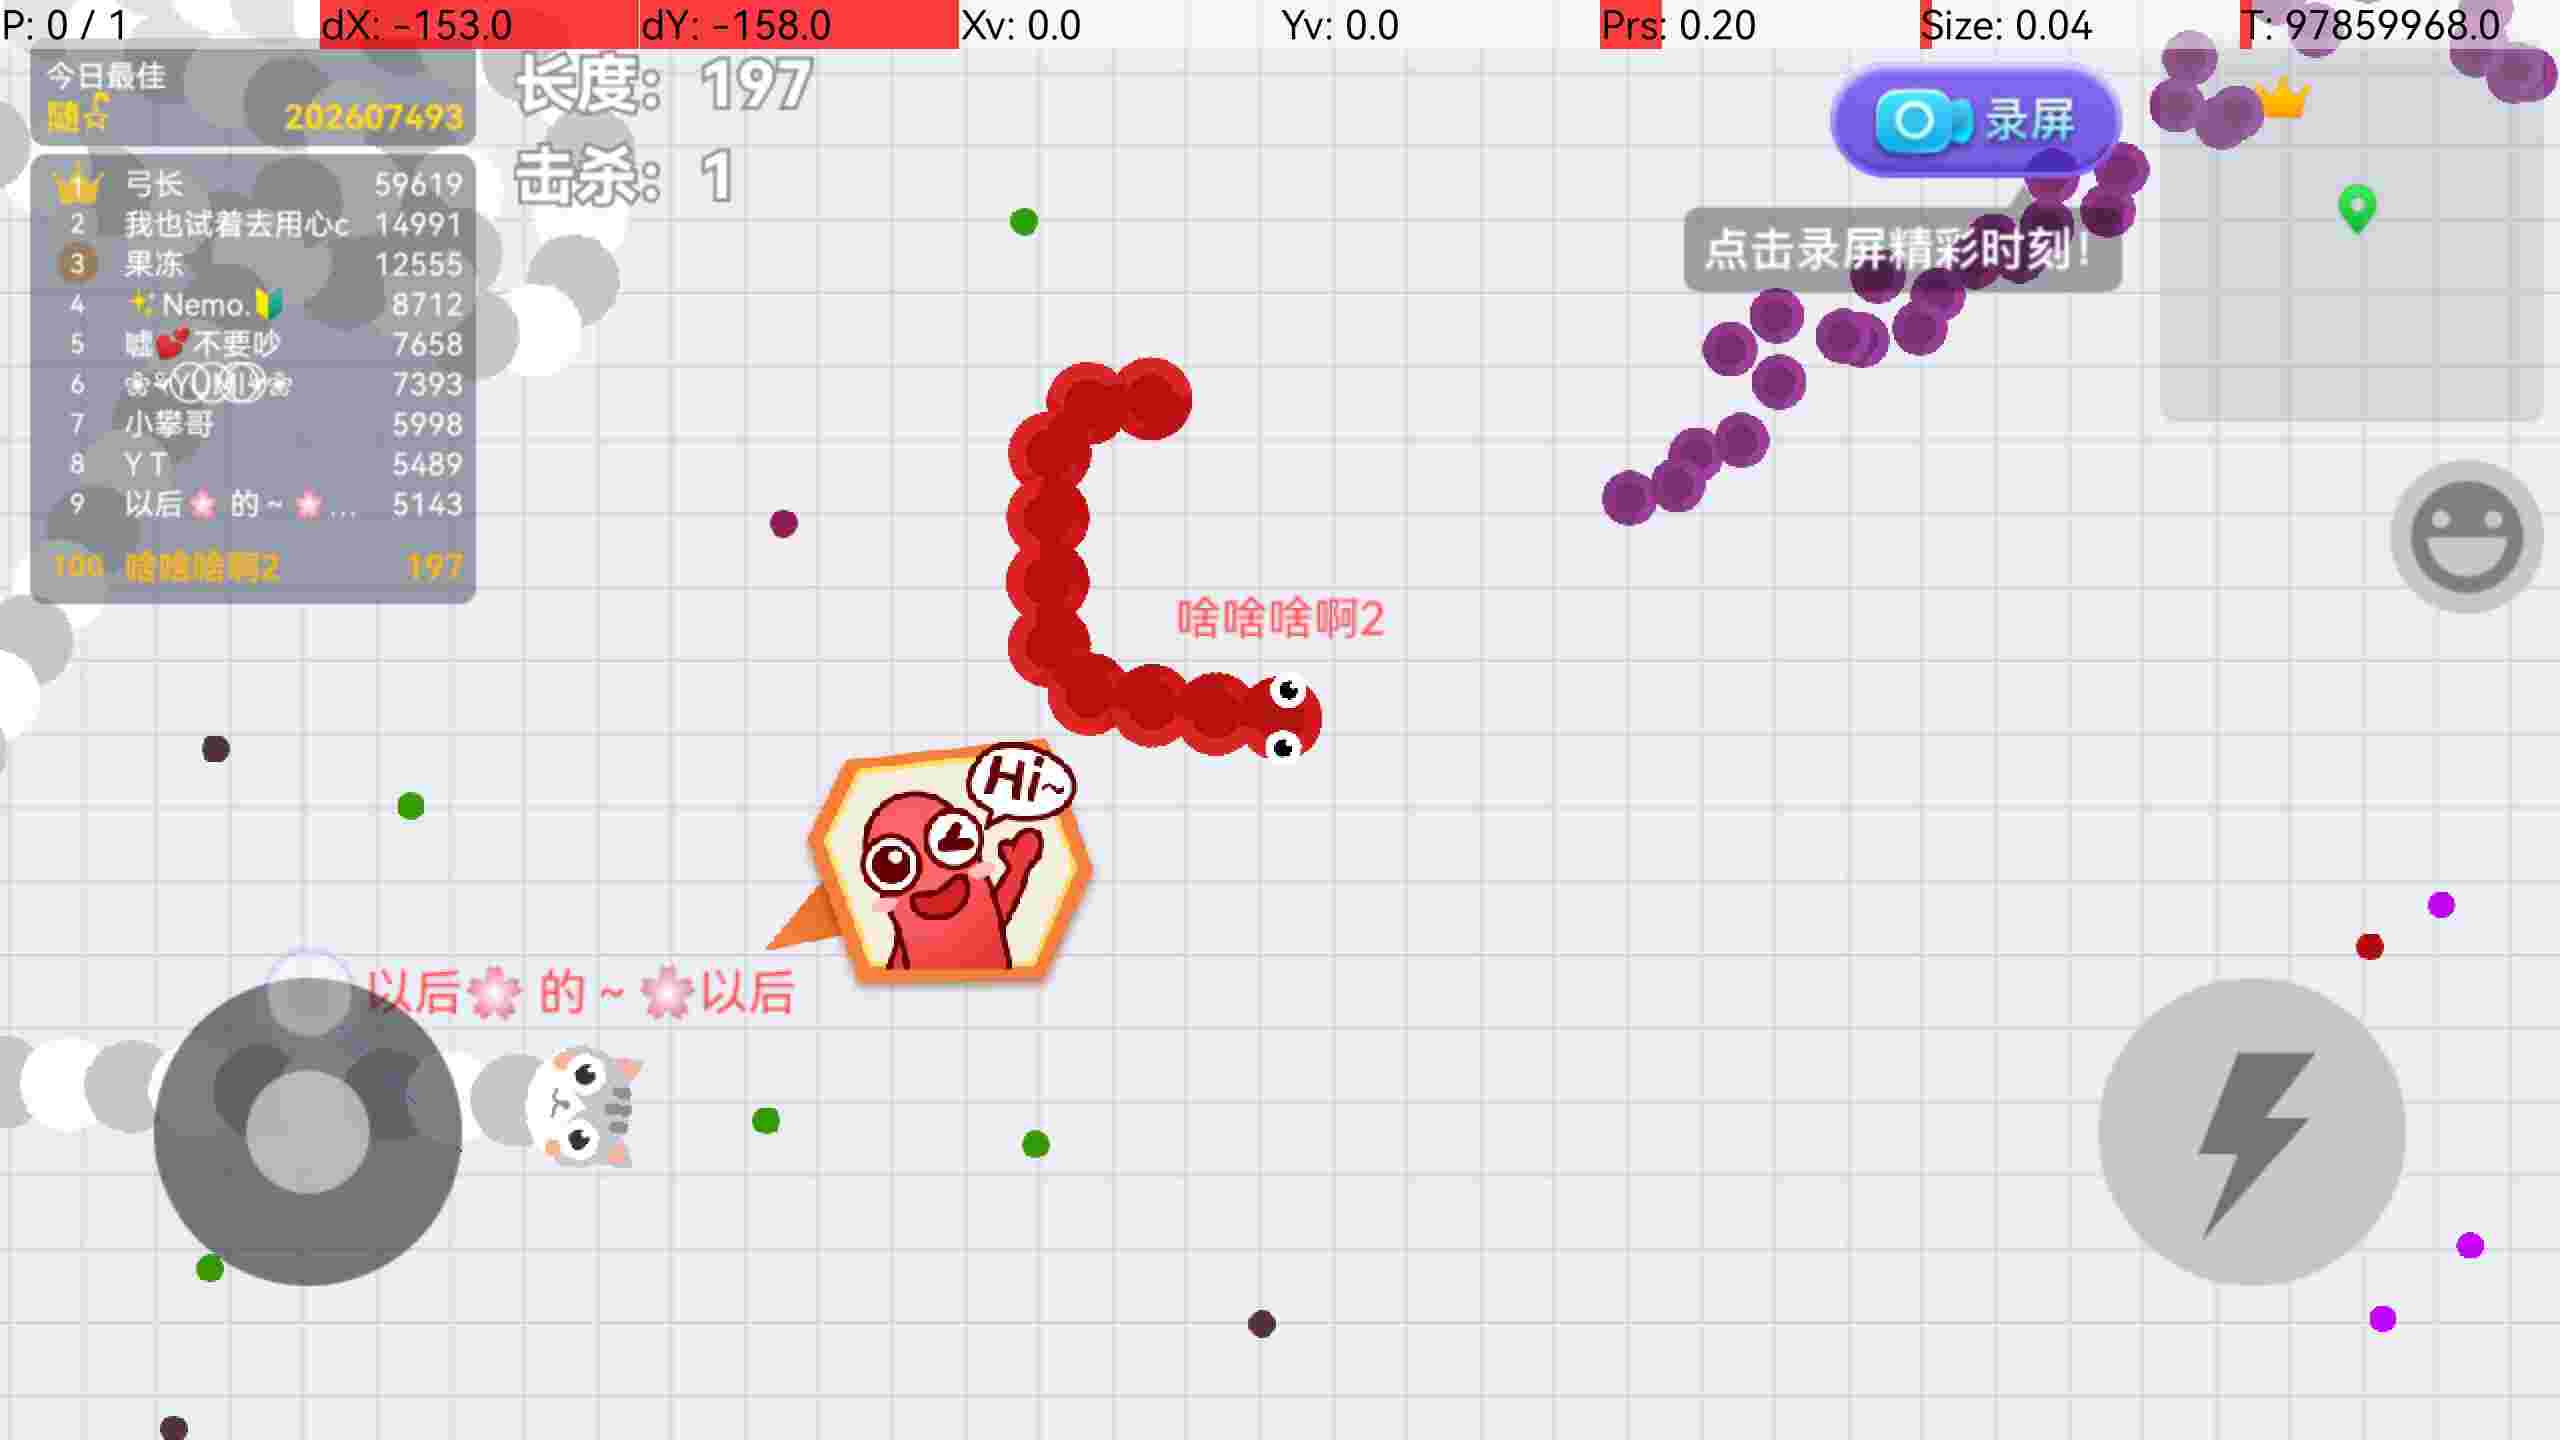 P: 0 / 1 dX: -153.0 dY: -158.0 Xv: 0.0 Yv: 0.0 Prs: 0.20 Size: 0.04 T: 97859968.0
今日最佳
随 202607493
长度: 197
击杀: 1
录屏
点击录屏精彩时刻!
1 弓长 59619
2 我也试着去用心c 14991
3 果冻 12555
4 ✨Nemo.🔰 8712
5 嘘💕不要吵 7658
6 YUMI 7393
7 小攀哥 5998
8 Y T 5489
9 以后🌸 的 ~ 🌸... 5143
100 啥啥啥啊2 197
啥啥啥啊2
Hi~
以后🌸 的 ~ 🌸以后